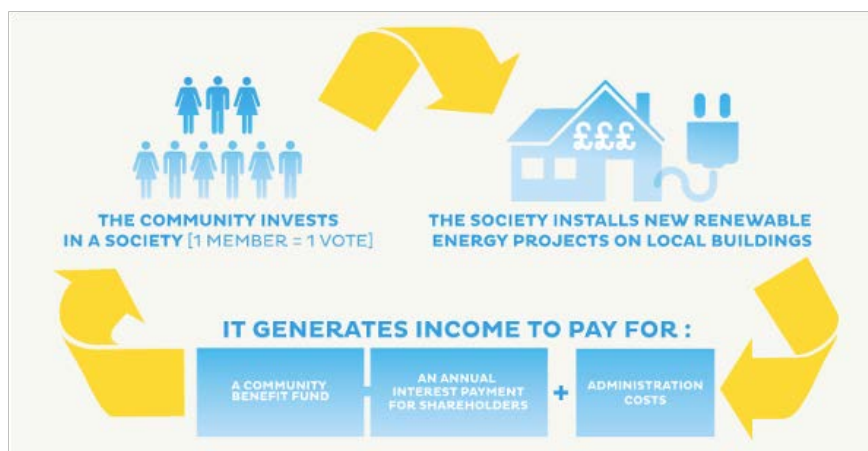 £££
THE COMMUNITY INVESTS
IN A SOCIETY [1 MEMBER = 1 VOTE]
THE SOCIETY INSTALLS NEW RENEWABLE
ENERGY PROJECTS ON LOCAL BUILDINGS
IT GENERATES INCOME TO PAY FOR :
A COMMUNITY
BENEFIT FUND
AN ANNUAL
INTEREST PAYMENT
FOR SHAREHOLDERS
+
ADMINISTRATION
COSTS